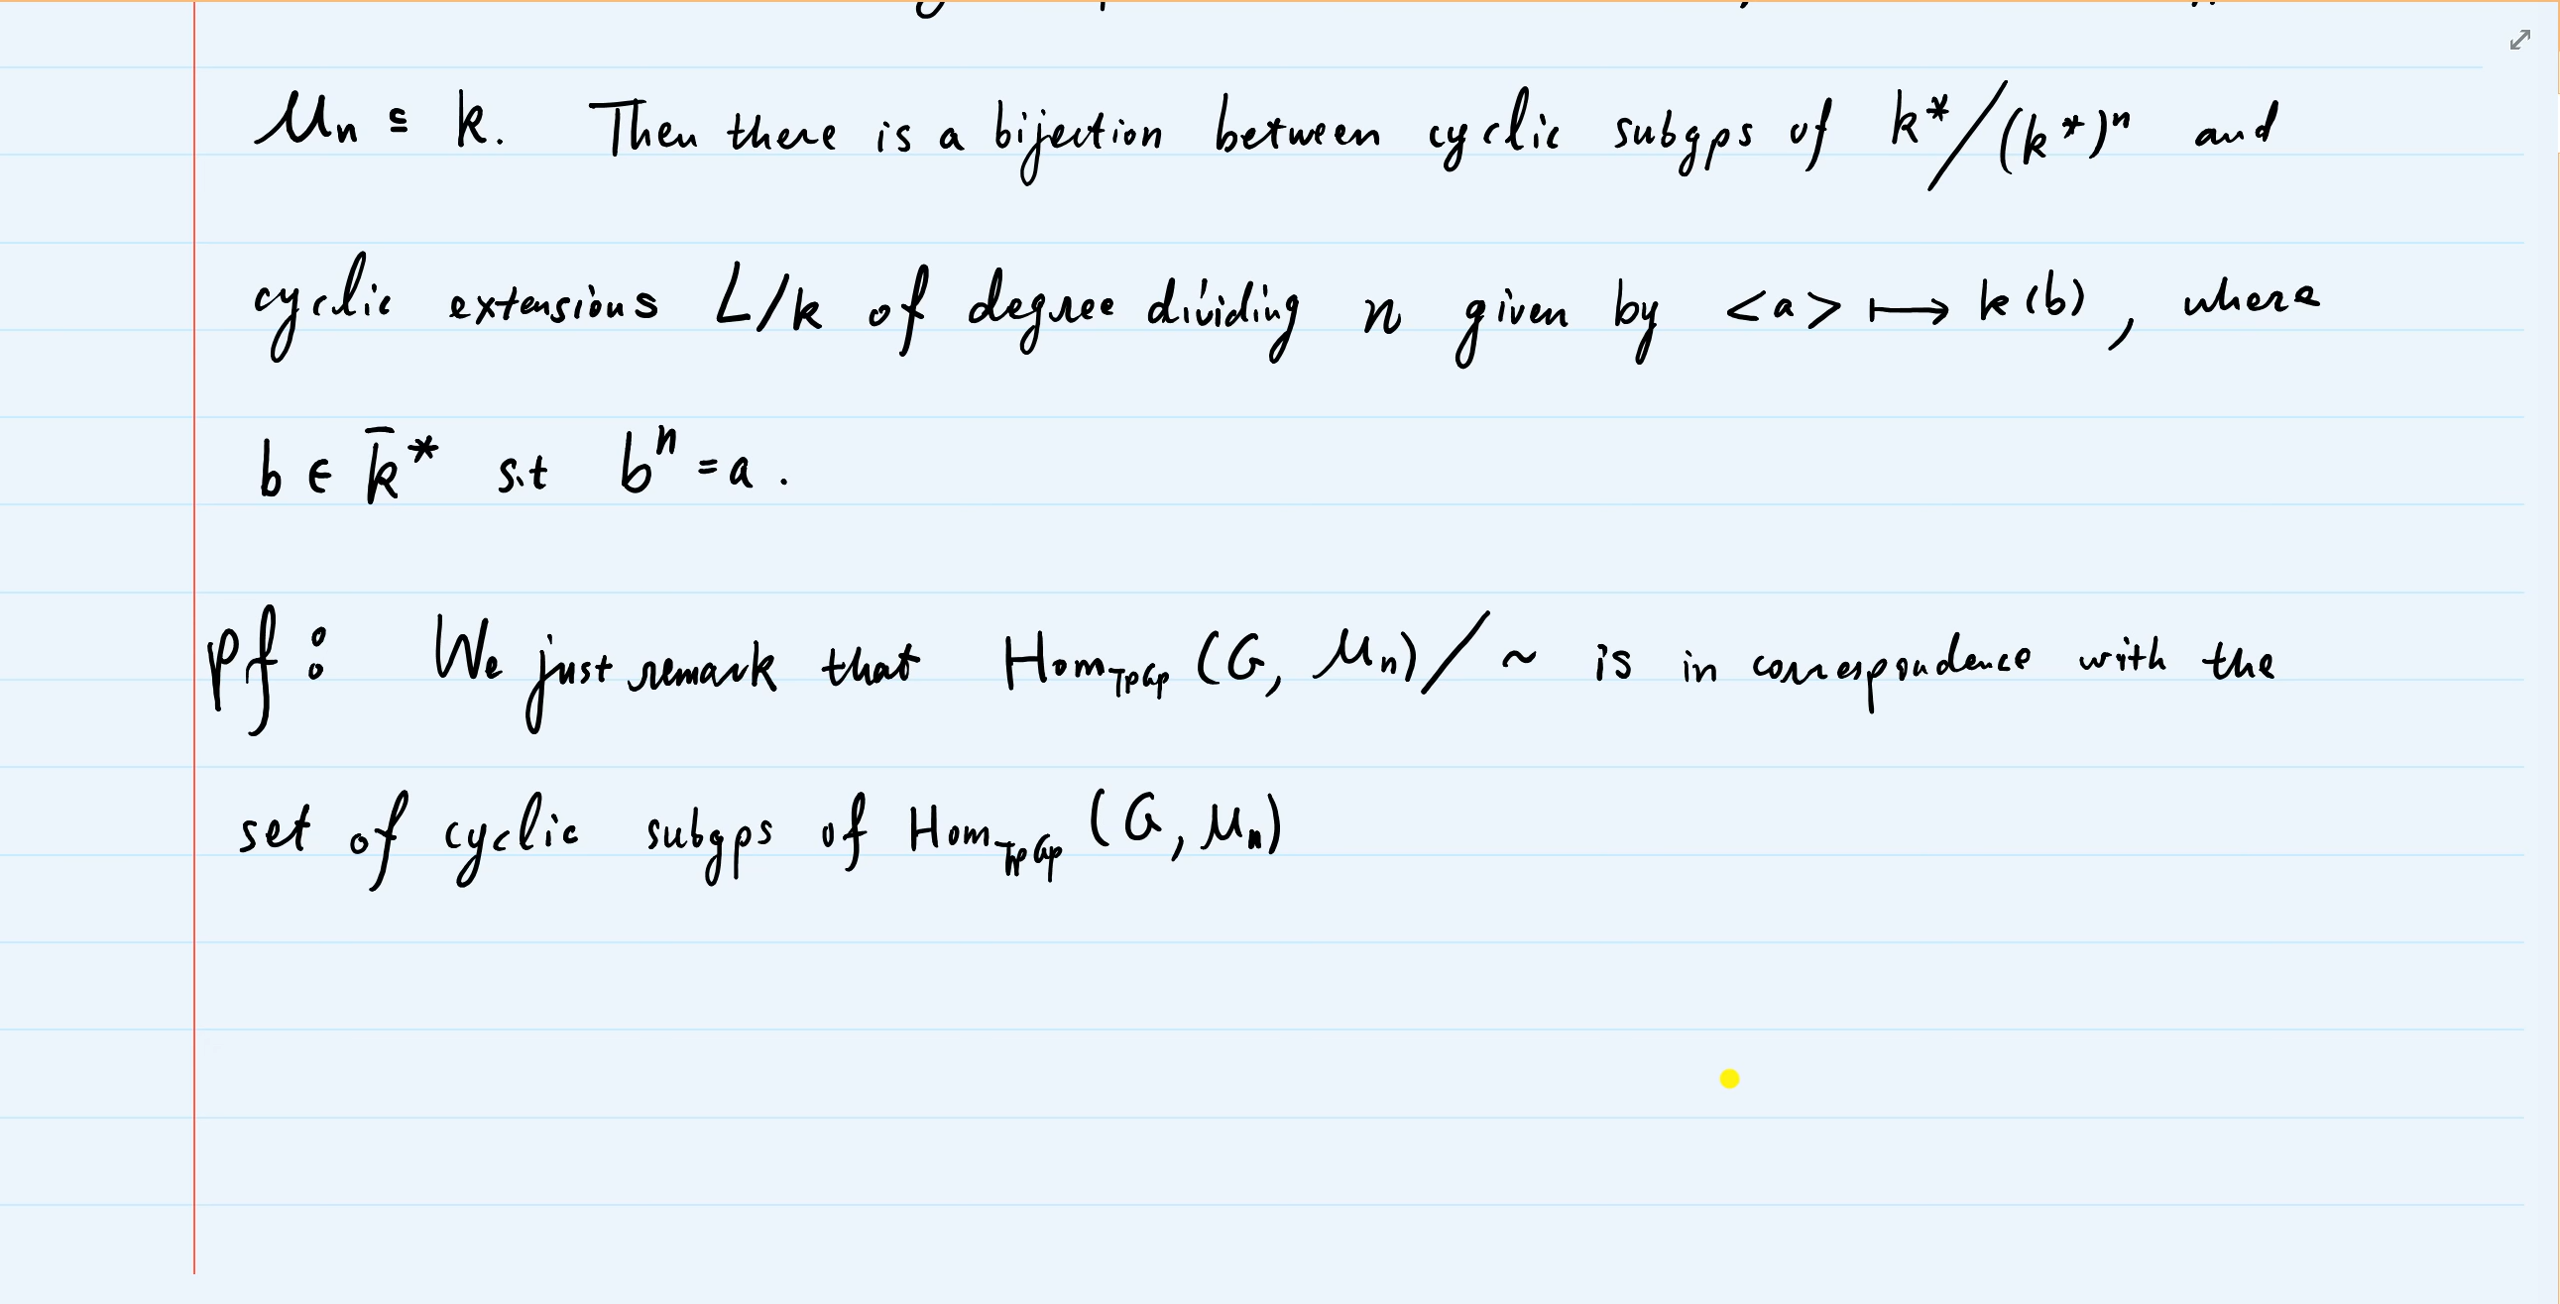 μn ⊆ k. Then there is a bijection between cyclic subgps of k*/(k*)ⁿ and
cyclic extensions L/k of degree dividing n given by <a> ⟼ k(b), where
b ∈ k̄* s.t bⁿ = a.
pf: We just remark that Hom_TpGp (G, μn)/~ is in correspondence with the
set of cyclic subgps of Hom_TpGp (G, μn)